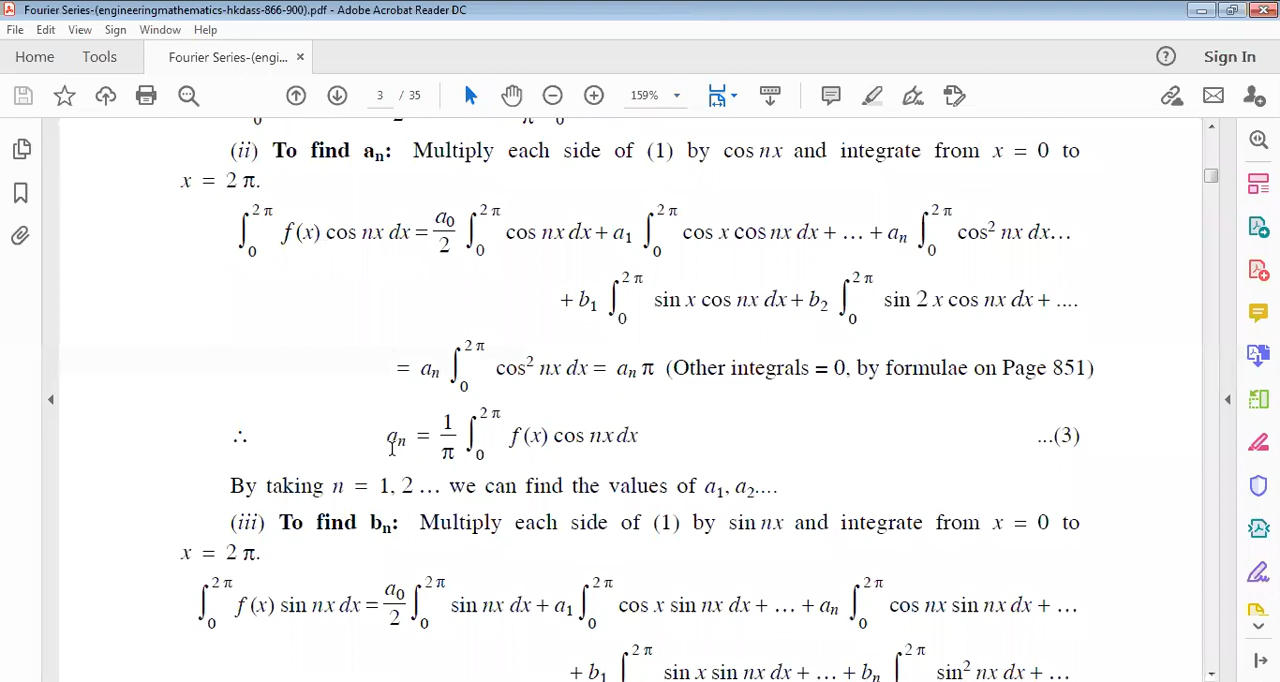 Fourier Series-(engineeringmathematics-hkdass-866-900).pdf - Adobe Acrobat Reader DC
File Edit View Sign Window Help
Home Tools Fourier Series-(engi... × ? Sign In
3 / 35 159%
(ii) To find aₙ: Multiply each side of (1) by cos nx and integrate from x = 0 to
x = 2 π.
∫₀^2π f (x) cos nx dx = a₀/2 ∫₀^2π cos nx dx + a₁ ∫₀^2π cos x cos nx dx + ... + aₙ ∫₀^2π cos² nx dx...
+ b₁ ∫₀^2π sin x cos nx dx + b₂ ∫₀^2π sin 2 x cos nx dx + ....
= aₙ ∫₀^2π cos² nx dx = aₙ π (Other integrals = 0, by formulae on Page 851)
∴ aₙ = 1/π ∫₀^2π f (x) cos nx dx ...(3)
By taking n = 1, 2 ... we can find the values of a₁, a₂....
(iii) To find bₙ: Multiply each side of (1) by sin nx and integrate from x = 0 to
x = 2 π.
∫₀^2π f (x) sin nx dx = a₀/2 ∫₀^2π sin nx dx + a₁ ∫₀^2π cos x sin nx dx + ... + aₙ ∫₀^2π cos nx sin nx dx + ...
+ b₁ ∫^2π sin x sin nx dx + ... + bₙ ∫^2π sin² nx dx + ...